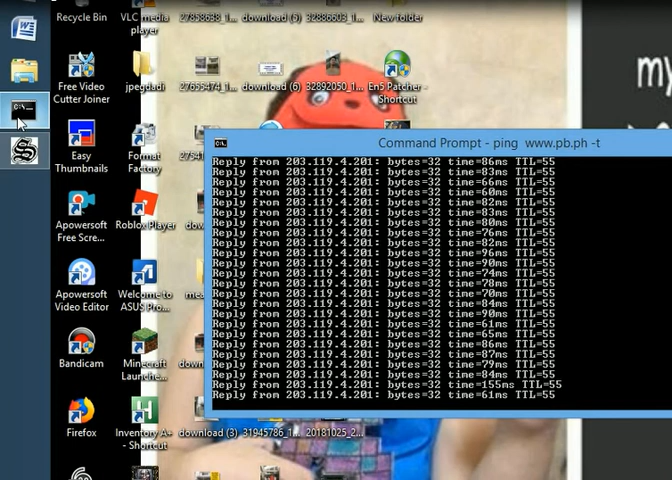 Recycle Bin
VLC media
player
27858638_1...
download (5)
32886603_1...
New folder
Free Video
Cutter Joiner
jpegdadi
27655474_1...
download (6)
32892050_1...
En5 Patcher -
Shortcut
my
Easy
Thumbnails
Format
Factory
Apowersoft
Free Scre...
Roblox Player
Apowersoft
Video Editor
Welcome to
ASUS Pro...
Bandicam
Minecraft
Launche...
Firefox
Inventory A+
- Shortcut
download (3)
31945786_1...
20181025_2...
Command Prompt - ping www.pb.ph -t
Reply from 203.119.4.201: bytes=32 time=86ms TTL=55
Reply from 203.119.4.201: bytes=32 time=83ms TTL=55
Reply from 203.119.4.201: bytes=32 time=66ms TTL=55
Reply from 203.119.4.201: bytes=32 time=60ms TTL=55
Reply from 203.119.4.201: bytes=32 time=82ms TTL=55
Reply from 203.119.4.201: bytes=32 time=83ms TTL=55
Reply from 203.119.4.201: bytes=32 time=80ms TTL=55
Reply from 203.119.4.201: bytes=32 time=76ms TTL=55
Reply from 203.119.4.201: bytes=32 time=82ms TTL=55
Reply from 203.119.4.201: bytes=32 time=96ms TTL=55
Reply from 203.119.4.201: bytes=32 time=90ms TTL=55
Reply from 203.119.4.201: bytes=32 time=74ms TTL=55
Reply from 203.119.4.201: bytes=32 time=78ms TTL=55
Reply from 203.119.4.201: bytes=32 time=70ms TTL=55
Reply from 203.119.4.201: bytes=32 time=84ms TTL=55
Reply from 203.119.4.201: bytes=32 time=90ms TTL=55
Reply from 203.119.4.201: bytes=32 time=61ms TTL=55
Reply from 203.119.4.201: bytes=32 time=65ms TTL=55
Reply from 203.119.4.201: bytes=32 time=86ms TTL=55
Reply from 203.119.4.201: bytes=32 time=87ms TTL=55
Reply from 203.119.4.201: bytes=32 time=79ms TTL=55
Reply from 203.119.4.201: bytes=32 time=84ms TTL=55
Reply from 203.119.4.201: bytes=32 time=155ms TTL=55
Reply from 203.119.4.201: bytes=32 time=61ms TTL=55